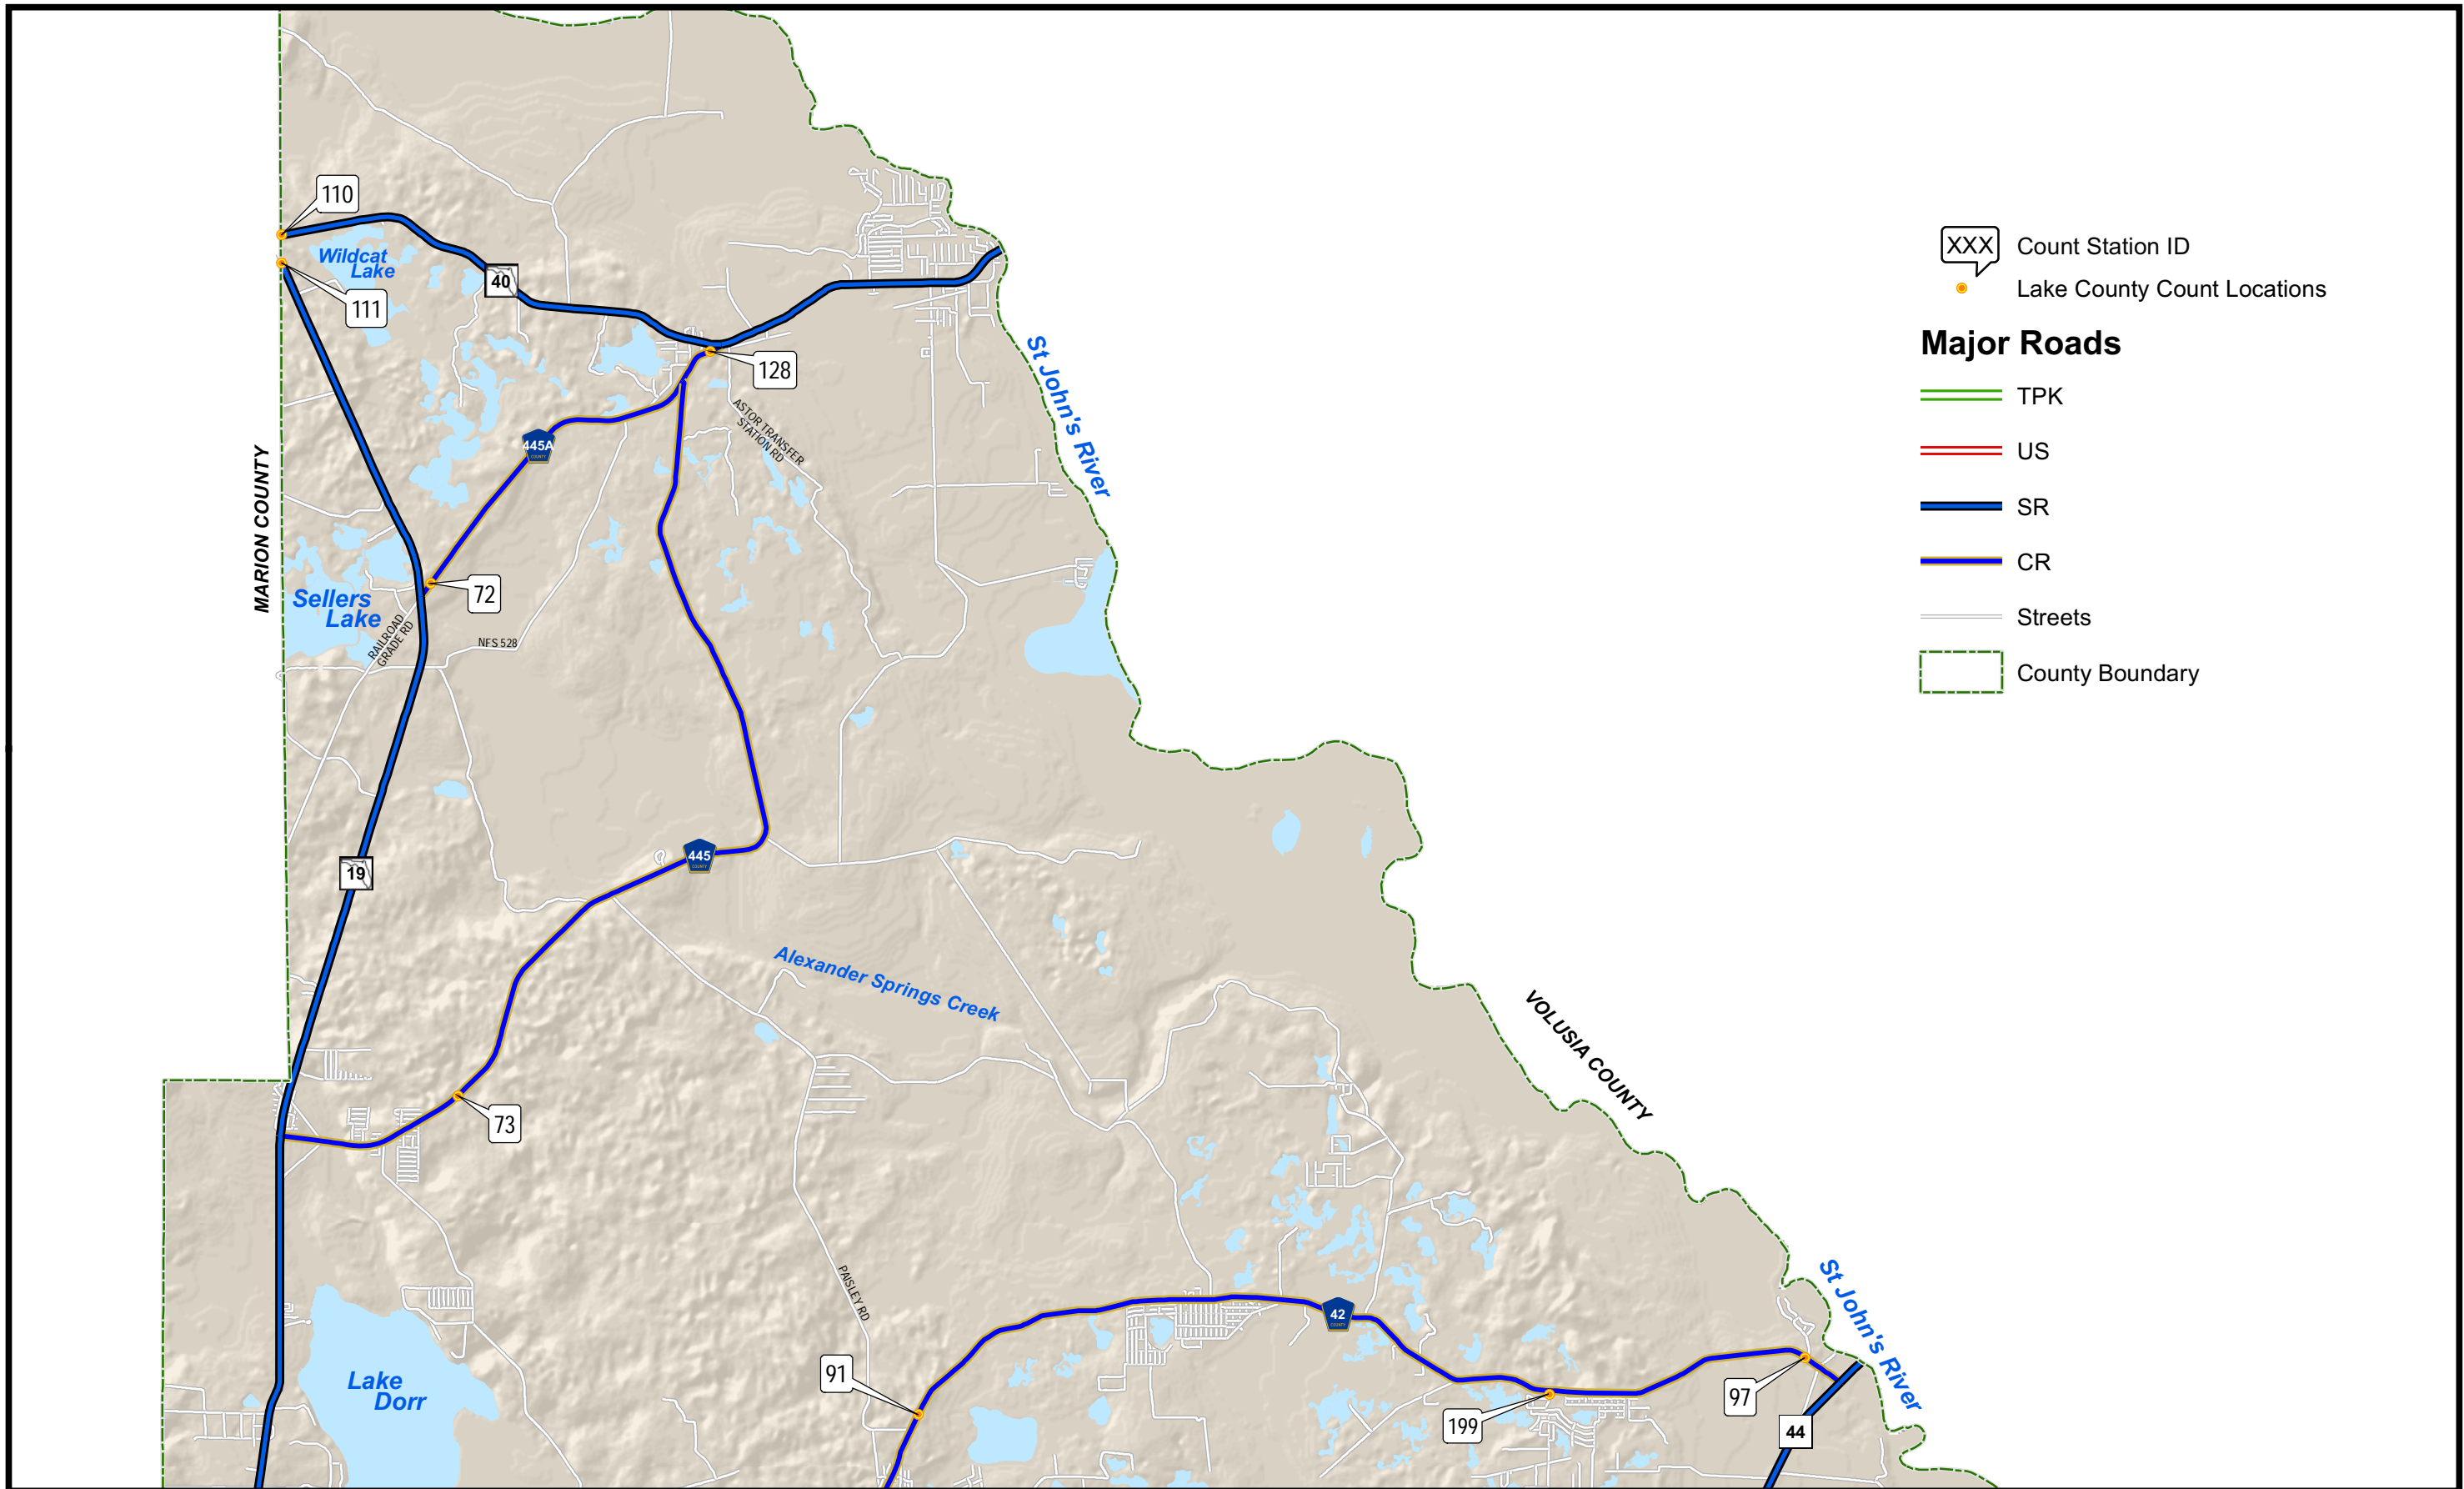 110
Wildcat
Lake
40
111
128
ASTOR TRANSFER
STATION RD
St John's River
445A
COUNTY
MARION COUNTY
72
Sellers
Lake
RAILROAD
GRADE RD
NFS 528
445
COUNTY
19
Alexander Springs Creek
VOLUSIA COUNTY
73
PAISLEY RD
42
COUNTY
St John's River
Lake
Dorr
91
199
97
44
XXX
Count Station ID
Lake County Count Locations
Major Roads
TPK
US
SR
CR
Streets
County Boundary